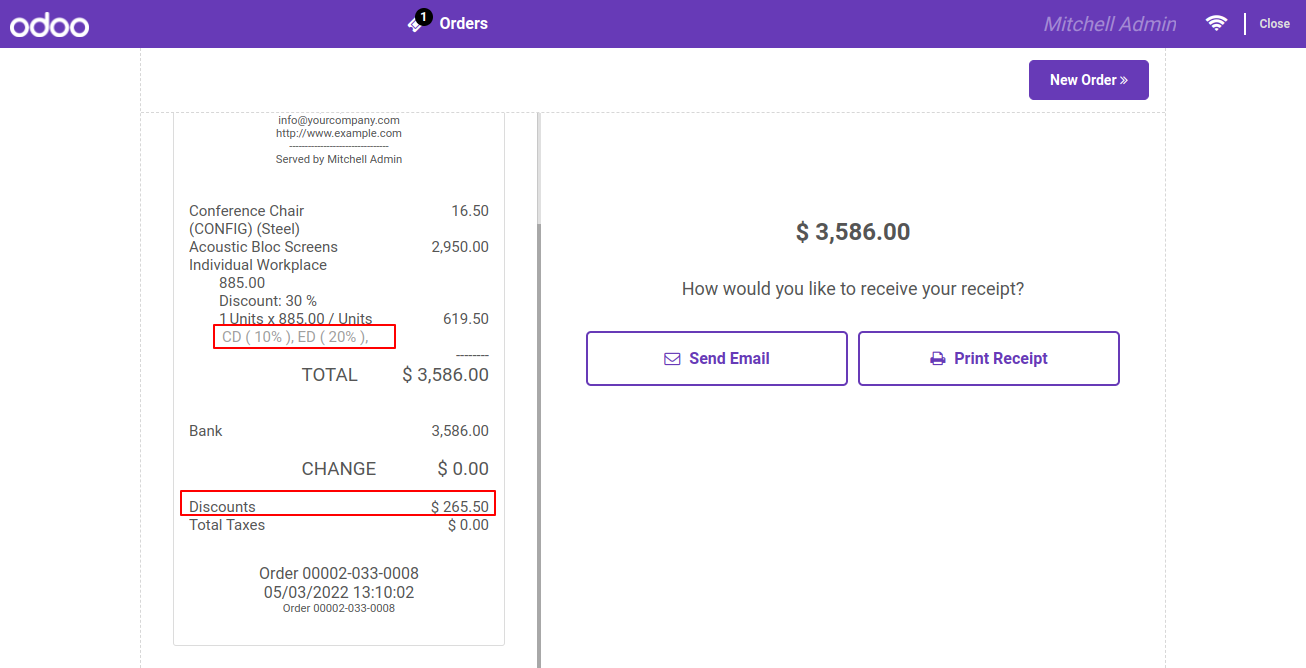 odoo
1 Orders
Mitchell Admin
Close
New Order »
info@yourcompany.com
http://www.example.com
--------------------------------
Served by Mitchell Admin
Conference Chair 16.50
(CONFIG) (Steel)
Acoustic Bloc Screens 2,950.00
Individual Workplace
885.00
Discount: 30 %
1 Units x 885.00 / Units 619.50
CD ( 10% ), ED ( 20% ),
--------
TOTAL $ 3,586.00
Bank 3,586.00
CHANGE $ 0.00
Discounts $ 265.50
Total Taxes $ 0.00
Order 00002-033-0008
05/03/2022 13:10:02
Order 00002-033-0008
$ 3,586.00
How would you like to receive your receipt?
Send Email
Print Receipt